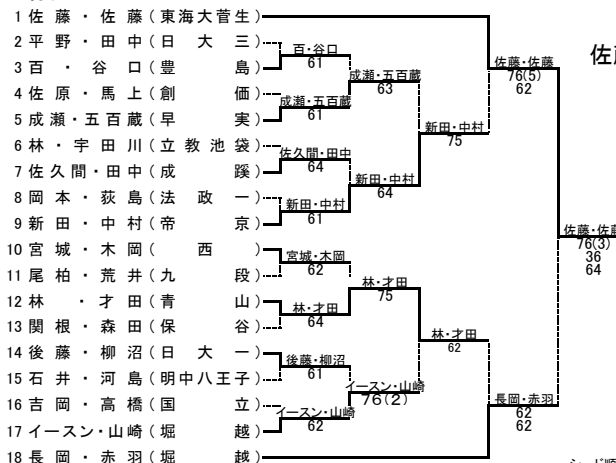 1 佐 藤 ・ 佐 藤 ( 東海大菅生 )
2 平 野 ・ 田 中 ( 日 大 三 )
3 百 ・ 谷 口 ( 豊 島 )
4 佐 原 ・ 馬 上 ( 創 価 )
5 成 瀬 ・ 五 百 蔵 ( 早 実 )
6 林 ・ 宇 田 川 ( 立 教 池 袋 )
7 佐 久 間 ・ 田 中 ( 成 蹊 )
8 岡 本 ・ 荻 島 ( 法 政 一 )
9 新 田 ・ 中 村 ( 帝 京 )
10 宮 城 ・ 木 岡 ( 西 )
11 尾 柏 ・ 荒 井 ( 九 段 )
12 林 ・ 才 田 ( 青 山 )
13 関 根 ・ 森 田 ( 保 谷 )
14 後 藤 ・ 柳 沼 ( 日 大 一 )
15 石 井 ・ 河 島 ( 明中八王子 )
16 吉 岡 ・ 高 橋 ( 国 立 )
17 イースン・山崎 ( 堀 越 )
18 長 岡 ・ 赤 羽 ( 堀 越 )
百・谷口
61
成瀬・五百蔵
61
佐久間・田中
64
新田・中村
61
宮城・木岡
62
林・才田
64
後藤・柳沼
61
イースン・山崎
62
成瀬・五百蔵
63
新田・中村
64
林・才田
75
イースン・山崎
76(2)
新田・中村
75
林・才田
62
佐藤・佐藤
76(5)
62
長岡・赤羽
62
62
佐藤・佐藤
76(3)
36
64